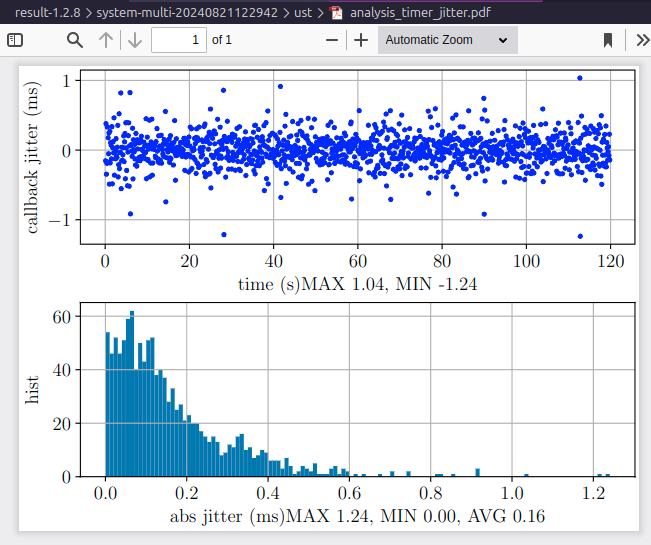 result-1.2.8 > system-multi-20240821122942 > ust > analysis_timer_jitter.pdf
1 of 1
Automatic Zoom
callback jitter (ms)
1
0
−1
0 20 40 60 80 100 120
time (s)MAX 1.04, MIN -1.24
hist
60
40
20
0
0.0 0.2 0.4 0.6 0.8 1.0 1.2
abs jitter (ms)MAX 1.24, MIN 0.00, AVG 0.16